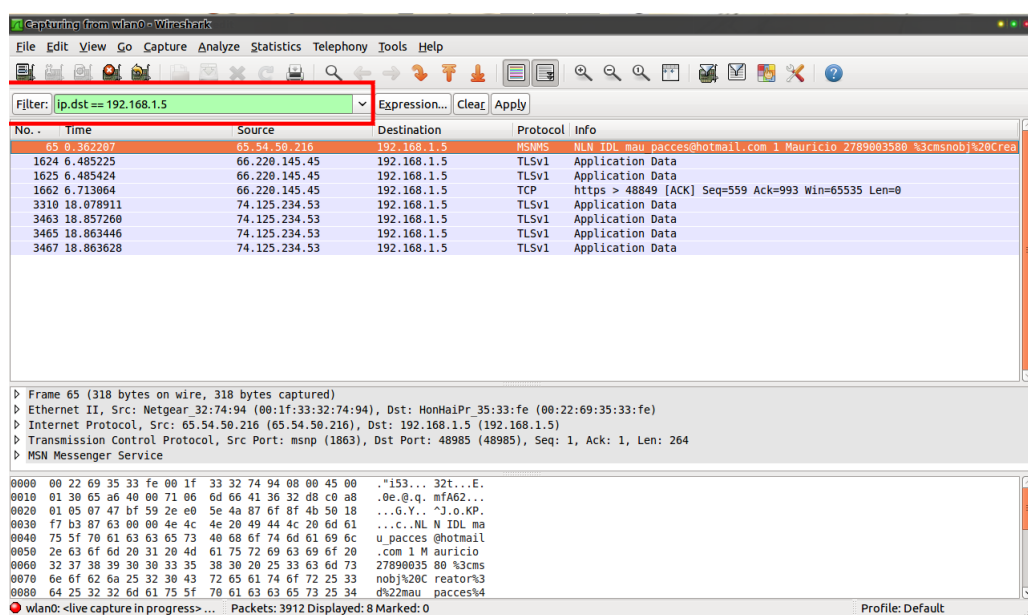 Capturing from wlan0 - Wireshark
File Edit View Go Capture Analyze Statistics Telephony Tools Help
Filter: ip.dst == 192.168.1.5 Expression... Clear Apply
No. . Time Source Destination Protocol Info
65 0.362207 65.54.50.216 192.168.1.5 MSNMS NLN IDL mau_pacces@hotmail.com 1 Mauricio 2789003580 %3cmsnobj%20Crea
1624 6.485225 66.220.145.45 192.168.1.5 TLSv1 Application Data
1625 6.485424 66.220.145.45 192.168.1.5 TLSv1 Application Data
1662 6.713064 66.220.145.45 192.168.1.5 TCP https > 48849 [ACK] Seq=559 Ack=993 Win=65535 Len=0
3310 18.078911 74.125.234.53 192.168.1.5 TLSv1 Application Data
3463 18.857260 74.125.234.53 192.168.1.5 TLSv1 Application Data
3465 18.863446 74.125.234.53 192.168.1.5 TLSv1 Application Data
3467 18.863628 74.125.234.53 192.168.1.5 TLSv1 Application Data
Frame 65 (318 bytes on wire, 318 bytes captured)
Ethernet II, Src: Netgear_32:74:94 (00:1f:33:32:74:94), Dst: HonHaiPr_35:33:fe (00:22:69:35:33:fe)
Internet Protocol, Src: 65.54.50.216 (65.54.50.216), Dst: 192.168.1.5 (192.168.1.5)
Transmission Control Protocol, Src Port: msnp (1863), Dst Port: 48985 (48985), Seq: 1, Ack: 1, Len: 264
MSN Messenger Service
0000 00 22 69 35 33 fe 00 1f 33 32 74 94 08 00 45 00 ."i53... 32t...E.
0010 01 30 65 a6 40 00 71 06 6d 66 41 36 32 d8 c0 a8 .0e.@.q. mfA62...
0020 01 05 07 47 bf 59 2e e0 5e 4a 87 6f 8f 4b 50 18 ...G.Y.. ^J.o.KP.
0030 f7 b3 87 63 00 00 4e 4c 4e 20 49 44 4c 20 6d 61 ...c..NL N IDL ma
0040 75 5f 70 61 63 63 65 73 40 68 6f 74 6d 61 69 6c u_pacces @hotmail
0050 2e 63 6f 6d 20 31 20 4d 61 75 72 69 63 69 6f 20 .com 1 M auricio
0060 32 37 38 39 30 30 33 35 38 30 20 25 33 63 6d 73 27890035 80 %3cms
0070 6e 6f 62 6a 25 32 30 43 72 65 61 74 6f 72 25 33 nobj%20C reator%3
0080 64 25 32 32 6d 61 75 5f 70 61 63 63 65 73 25 34 d%22mau_ pacces%4
wlan0: <live capture in progress> ... Packets: 3912 Displayed: 8 Marked: 0 Profile: Default